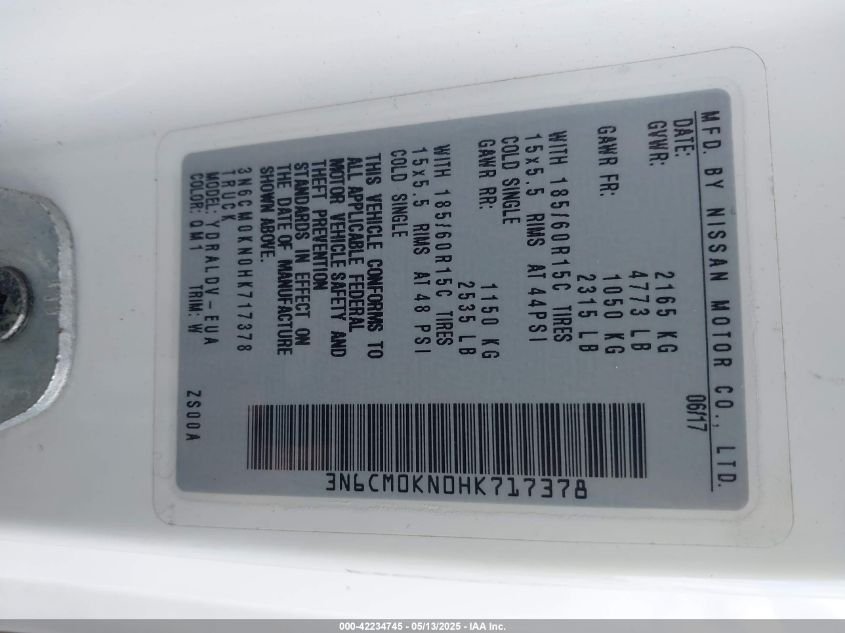 MFD. BY NISSAN MOTOR CO., LTD.
DATE: 06/17
GVWR: 2165 KG
4773 LB
GAWR FR: 1050 KG
2315 LB
WITH 185/60R15C TIRES
15x5.5 RIMS AT 44PSI
COLD SINGLE
GAWR RR: 1150 KG
2535 LB
WITH 185/60R15C TIRES
15x5.5 RIMS AT 48 PSI
COLD SINGLE
THIS VEHICLE CONFORMS TO
ALL APPLICABLE FEDERAL
MOTOR VEHICLE SAFETY AND
THEFT PREVENTION
STANDARDS IN EFFECT ON
THE DATE OF MANUFACTURE
SHOWN ABOVE.
3N6CM0KN0HK717378
TRUCK
MODEL: YDRALDY-EUA
COLOR: QM1 TRIM: W
ZS00A
3N6CM0KN0HK717378
000-42234745 — 05/13/2025 - IAA Inc.